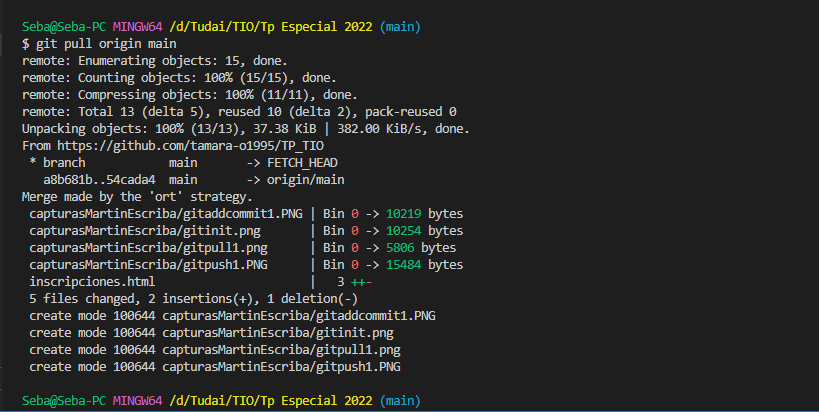 Seba@Seba-PC MINGW64 /d/Tudai/TIO/Tp Especial 2022 (main)
$ git pull origin main
remote: Enumerating objects: 15, done.
remote: Counting objects: 100% (15/15), done.
remote: Compressing objects: 100% (11/11), done.
remote: Total 13 (delta 5), reused 10 (delta 2), pack-reused 0
Unpacking objects: 100% (13/13), 37.38 KiB | 382.00 KiB/s, done.
From https://github.com/tamara-o1995/TP_TIO
 * branch            main       -> FETCH_HEAD
   a8b681b..54cada4  main       -> origin/main
Merge made by the 'ort' strategy.
 capturasMartinEscriba/gitaddcommit1.PNG | Bin 0 -> 10219 bytes
 capturasMartinEscriba/gitinit.png       | Bin 0 -> 10254 bytes
 capturasMartinEscriba/gitpull1.png      | Bin 0 -> 5806 bytes
 capturasMartinEscriba/gitpush1.PNG      | Bin 0 -> 15484 bytes
 inscripciones.html                      |   3 ++-
 5 files changed, 2 insertions(+), 1 deletion(-)
 create mode 100644 capturasMartinEscriba/gitaddcommit1.PNG
 create mode 100644 capturasMartinEscriba/gitinit.png
 create mode 100644 capturasMartinEscriba/gitpull1.png
 create mode 100644 capturasMartinEscriba/gitpush1.PNG
Seba@Seba-PC MINGW64 /d/Tudai/TIO/Tp Especial 2022 (main)